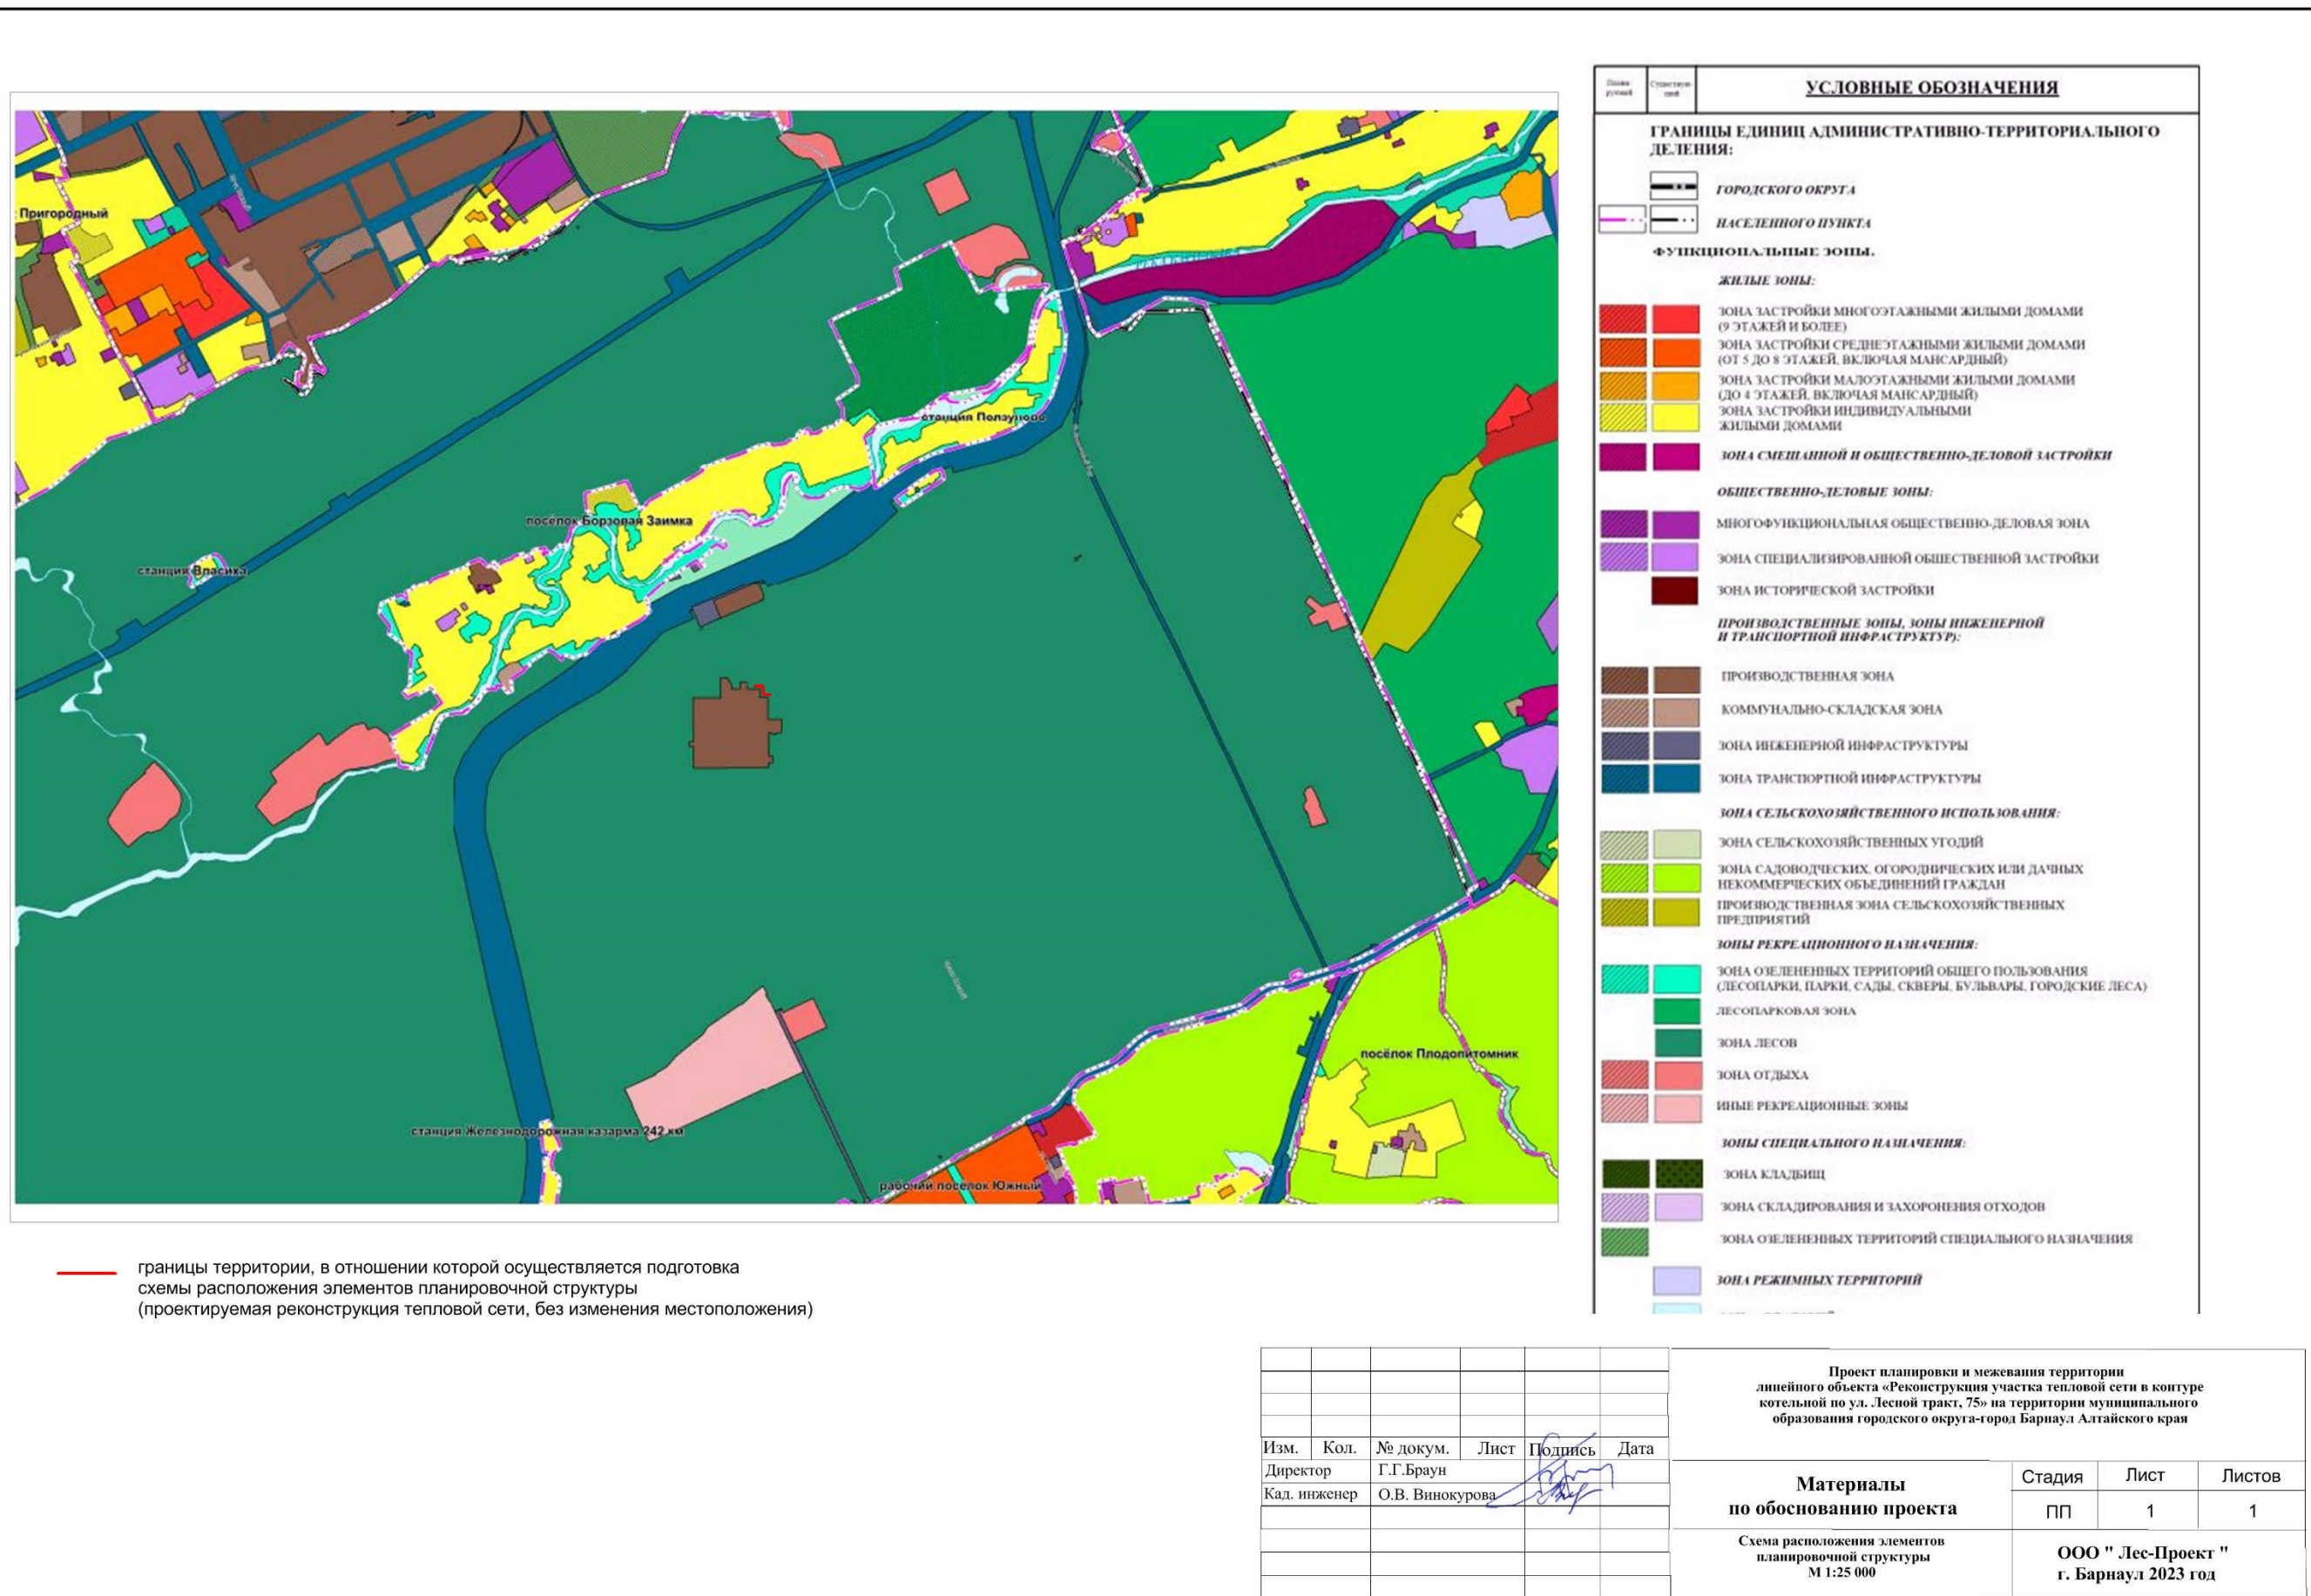 Пригородный
станция Ползуново
посёлок Борзовая Заимка
станция Власиха
посёлок Плодопитомник
станция Железнодорожная казарма 242 км
рабочий поселок Южный
границы территории, в отношении которой осуществляется подготовка
схемы расположения элементов планировочной структуры
(проектируемая реконструкция тепловой сети, без изменения местоположения)
УСЛОВНЫЕ ОБОЗНАЧЕНИЯ
ГРАНИЦЫ ЕДИНИЦ АДМИНИСТРАТИВНО-ТЕРРИТОРИАЛЬНОГО
ДЕЛЕНИЯ:
ГОРОДСКОГО ОКРУГА
НАСЕЛЕННОГО ПУНКТА
ФУНКЦИОНАЛЬНЫЕ ЗОНЫ.
ЖИЛЫЕ ЗОНЫ:
ЗОНА ЗАСТРОЙКИ МНОГОЭТАЖНЫМИ ЖИЛЫМИ ДОМАМИ
(9 ЭТАЖЕЙ И БОЛЕЕ)
ЗОНА ЗАСТРОЙКИ СРЕДНЕЭТАЖНЫМИ ЖИЛЫМИ ДОМАМИ
(ОТ 5 ДО 8 ЭТАЖЕЙ, ВКЛЮЧАЯ МАНСАРДНЫЙ)
ЗОНА ЗАСТРОЙКИ МАЛОЭТАЖНЫМИ ЖИЛЫМИ ДОМАМИ
(ДО 4 ЭТАЖЕЙ, ВКЛЮЧАЯ МАНСАРДНЫЙ)
ЗОНА ЗАСТРОЙКИ ИНДИВИДУАЛЬНЫМИ
ЖИЛЫМИ ДОМАМИ
ЗОНА СМЕШАННОЙ И ОБЩЕСТВЕННО-ДЕЛОВОЙ ЗАСТРОЙКИ
ОБЩЕСТВЕННО-ДЕЛОВЫЕ ЗОНЫ:
МНОГОФУНКЦИОНАЛЬНАЯ ОБЩЕСТВЕННО-ДЕЛОВАЯ ЗОНА
ЗОНА СПЕЦИАЛИЗИРОВАННОЙ ОБЩЕСТВЕННОЙ ЗАСТРОЙКИ
ЗОНА ИСТОРИЧЕСКОЙ ЗАСТРОЙКИ
ПРОИЗВОДСТВЕННЫЕ ЗОНЫ, ЗОНЫ ИНЖЕНЕРНОЙ
И ТРАНСПОРТНОЙ ИНФРАСТРУКТУР):
ПРОИЗВОДСТВЕННАЯ ЗОНА
КОММУНАЛЬНО-СКЛАДСКАЯ ЗОНА
ЗОНА ИНЖЕНЕРНОЙ ИНФРАСТРУКТУРЫ
ЗОНА ТРАНСПОРТНОЙ ИНФРАСТРУКТУРЫ
ЗОНА СЕЛЬСКОХОЗЯЙСТВЕННОГО ИСПОЛЬЗОВАНИЯ:
ЗОНА СЕЛЬСКОХОЗЯЙСТВЕННЫХ УГОДИЙ
ЗОНА САДОВОДЧЕСКИХ, ОГОРОДНИЧЕСКИХ ИЛИ ДАЧНЫХ
НЕКОММЕРЧЕСКИХ ОБЪЕДИНЕНИЙ ГРАЖДАН
ПРОИЗВОДСТВЕННАЯ ЗОНА СЕЛЬСКОХОЗЯЙСТВЕННЫХ
ПРЕДПРИЯТИЙ
ЗОНЫ РЕКРЕАЦИОННОГО НАЗНАЧЕНИЯ:
ЗОНА ОЗЕЛЕНЕННЫХ ТЕРРИТОРИЙ ОБЩЕГО ПОЛЬЗОВАНИЯ
(ЛЕСОПАРКИ, ПАРКИ, САДЫ, СКВЕРЫ, БУЛЬВАРЫ, ГОРОДСКИЕ ЛЕСА)
ЛЕСОПАРКОВАЯ ЗОНА
ЗОНА ЛЕСОВ
ЗОНА ОТДЫХА
ИНЫЕ РЕКРЕАЦИОННЫЕ ЗОНЫ
ЗОНЫ СПЕЦИАЛЬНОГО НАЗНАЧЕНИЯ:
ЗОНА КЛАДБИЩ
ЗОНА СКЛАДИРОВАНИЯ И ЗАХОРОНЕНИЯ ОТХОДОВ
ЗОНА ОЗЕЛЕНЕННЫХ ТЕРРИТОРИЙ СПЕЦИАЛЬНОГО НАЗНАЧЕНИЯ
ЗОНА РЕЖИМНЫХ ТЕРРИТОРИЙ
Изм. Кол. № докум. Лист Подпись Дата
Директор Г.Г.Браун
Кад. инженер О.В. Винокурова
Проект планировки и межевания территории
линейного объекта «Реконструкция участка тепловой сети в контуре
котельной по ул. Лесной тракт, 75» на территории муниципального
образования городского округа-город Барнаул Алтайского края
Материалы
по обоснованию проекта
Стадия Лист Листов
ПП 1 1
Схема расположения элементов
планировочной структуры
М 1:25 000
ООО " Лес-Проект "
г. Барнаул 2023 год